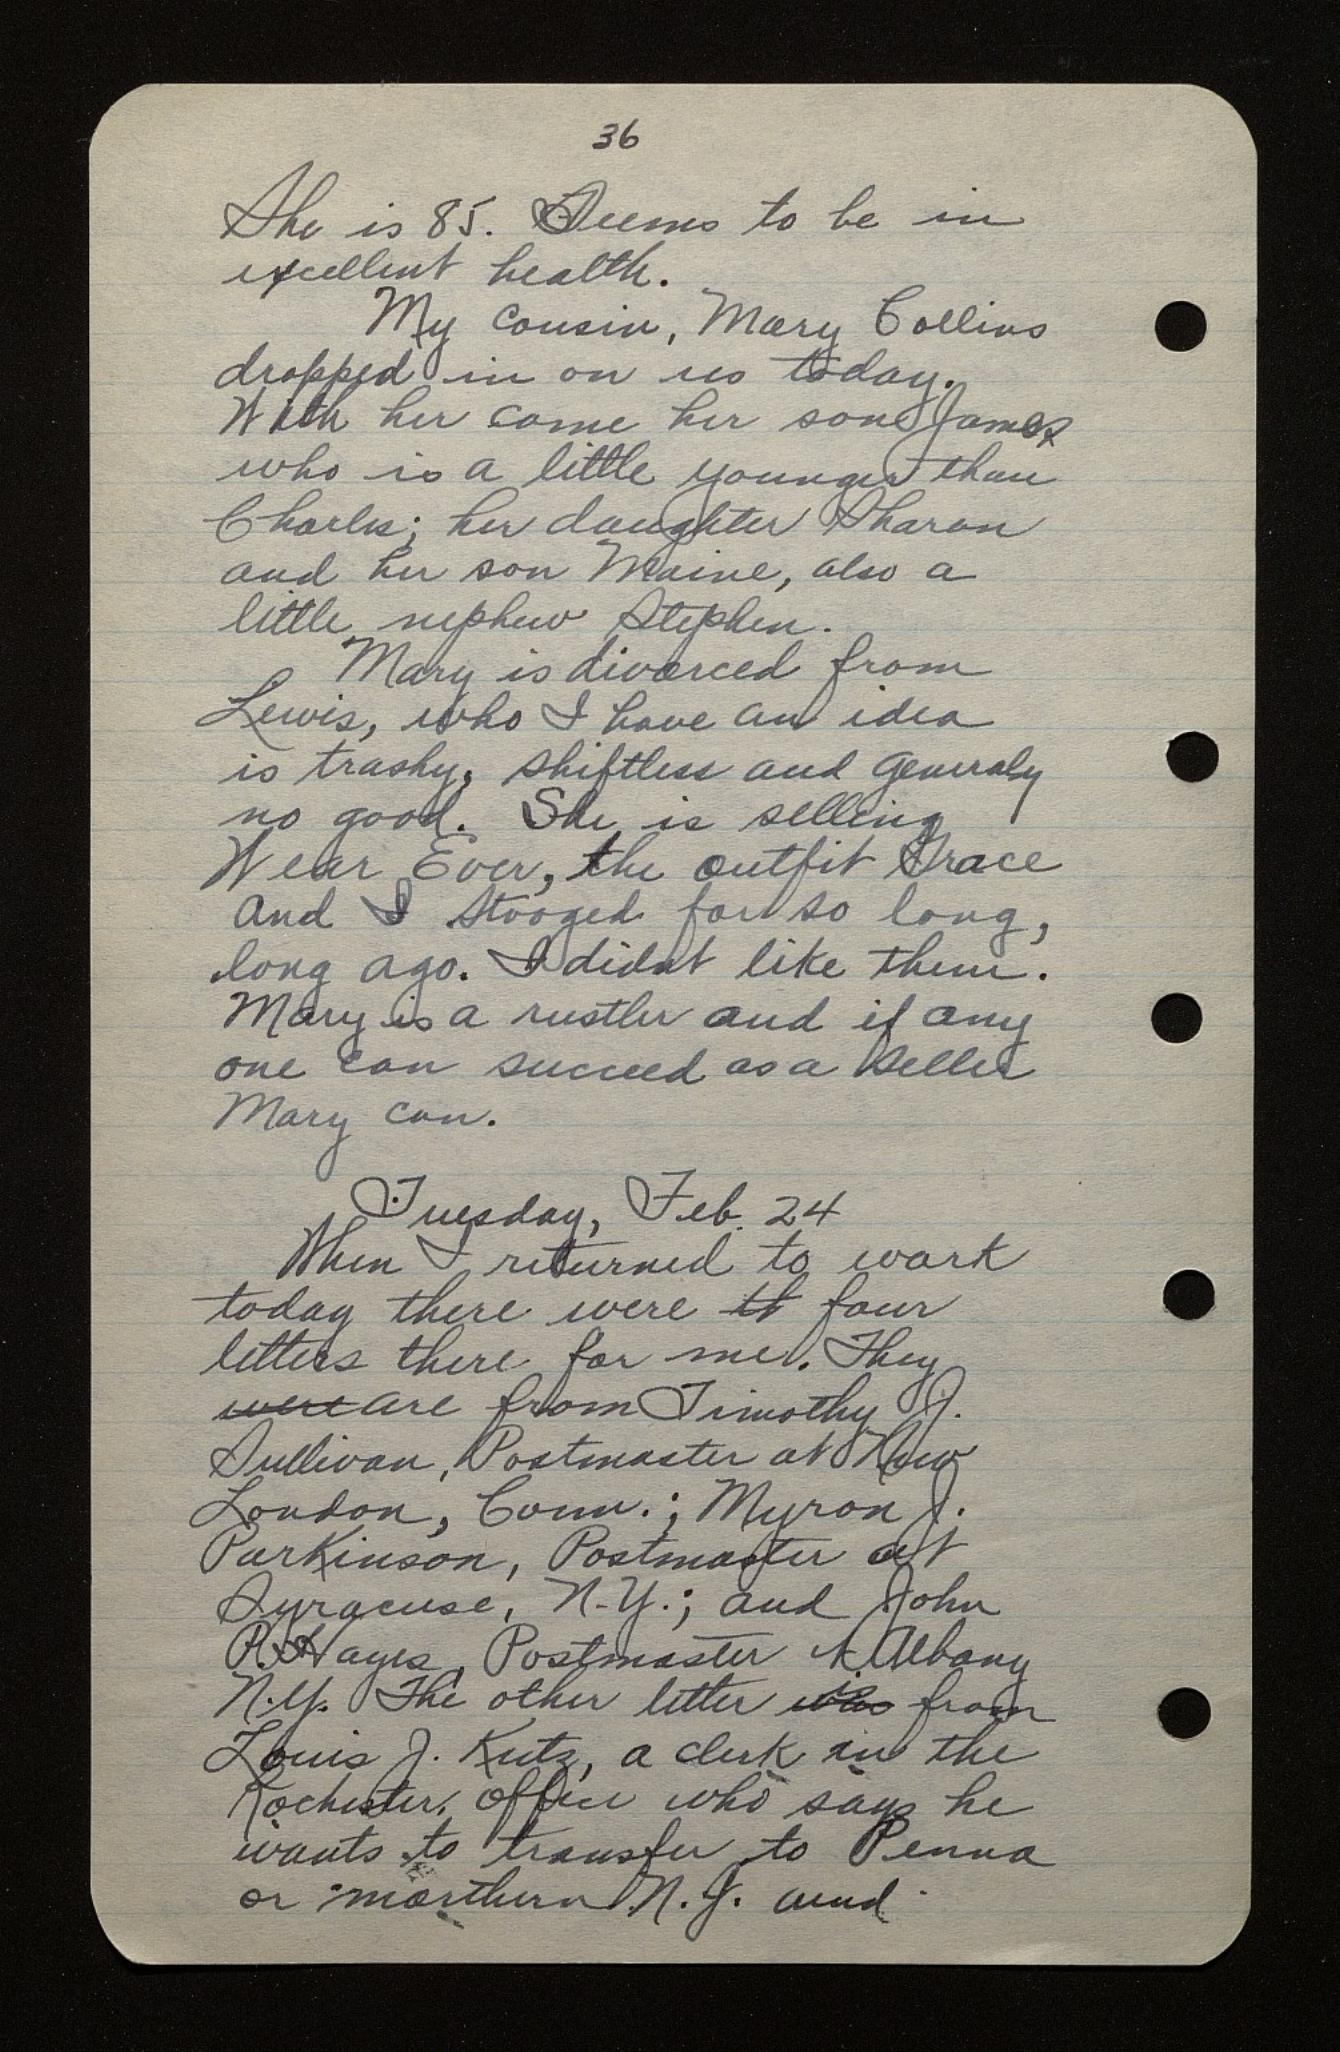 36
She is 85. Seems to be in
excellent health.
My cousin, Mary Collins
dropped in on us today.
With her came her son James
who is a little younger than
Charles; her daughter Sharon
and her son Maine, also a
little nephew Stephen.
Mary is divorced from
Lewis, who I have an idea
is trashy, shiftless and generaly
no good. She is selling
Wear Ever, the outfit Grace
and I stooged for so long,
long ago. I didnt like them.
Mary is a rustler and if any
one can succeed as a seller
Mary can.
Tuesday, Feb. 24
When I returned to work
today there were th four
letters there for me. They
were are from Timothy J.
Sullivan, Postmaster at New
London, Conn.; Myron J.
Parkinson, Postmaster at
Syracuse, N.Y.; and John
P. Hayes, Postmaster Albany
N.Y. The other letter was is from
Louis J. Kutz, a clerk in the
Rochester, office who says he
wants to transfer to Penna
or northern N.J. and